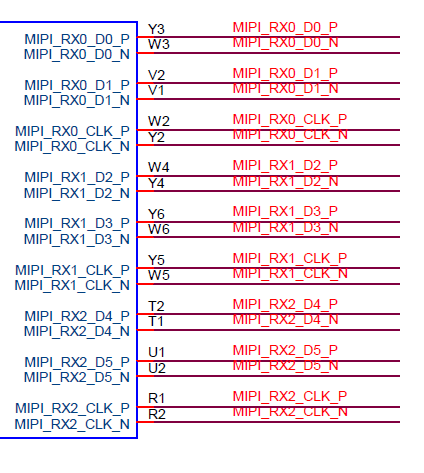 MIPI_RX0_D0_P Y3 MIPI_RX0_D0_P
MIPI_RX0_D0_N W3 MIPI_RX0_D0_N
MIPI_RX0_D1_P V2 MIPI_RX0_D1_P
MIPI_RX0_D1_N V1 MIPI_RX0_D1_N
MIPI_RX0_CLK_P W2 MIPI_RX0_CLK_P
MIPI_RX0_CLK_N Y2 MIPI_RX0_CLK_N
MIPI_RX1_D2_P W4 MIPI_RX1_D2_P
MIPI_RX1_D2_N Y4 MIPI_RX1_D2_N
MIPI_RX1_D3_P Y6 MIPI_RX1_D3_P
MIPI_RX1_D3_N W6 MIPI_RX1_D3_N
MIPI_RX1_CLK_P Y5 MIPI_RX1_CLK_P
MIPI_RX1_CLK_N W5 MIPI_RX1_CLK_N
MIPI_RX2_D4_P T2 MIPI_RX2_D4_P
MIPI_RX2_D4_N T1 MIPI_RX2_D4_N
MIPI_RX2_D5_P U1 MIPI_RX2_D5_P
MIPI_RX2_D5_N U2 MIPI_RX2_D5_N
MIPI_RX2_CLK_P R1 MIPI_RX2_CLK_P
MIPI_RX2_CLK_N R2 MIPI_RX2_CLK_N